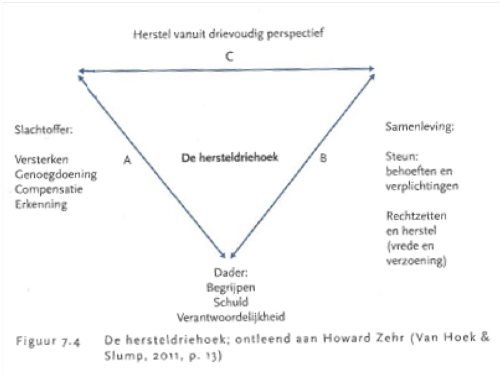 Herstel vanuit drievoudig perspectief
C
Slachtoffer:
Versterken
Genoegdoening
Compensatie
Erkenning
A
De hersteldriehoek
B
Samenleving:
Steun:
behoeften en
verplichtingen
Rechtzetten
en herstel
(vrede en
verzoening)
Dader:
Begrijpen
Schuld
Verantwoordelijkheid
Figuur 7.4 De hersteldriehoek; ontleend aan Howard Zehr (Van Hoek &
Slump, 2011, p. 13)